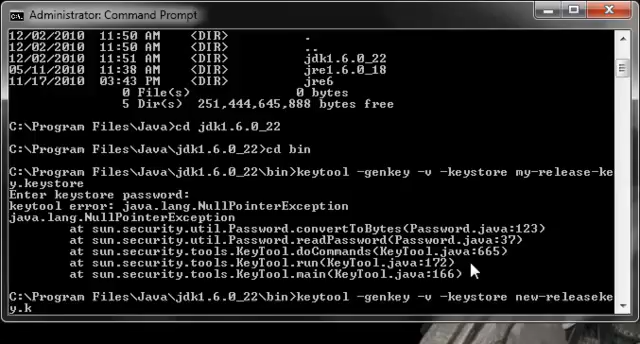 Administrator: Command Prompt
12/02/2010  11:50 AM    <DIR>          .
12/02/2010  11:50 AM    <DIR>          ..
12/02/2010  11:51 AM    <DIR>          jdk1.6.0_22
05/11/2010  11:38 AM    <DIR>          jre1.6.0_18
11/17/2010  03:43 PM    <DIR>          jre6
0 File(s)              0 bytes
5 Dir(s)  251,444,645,888 bytes free
C:\Program Files\Java>cd jdk1.6.0_22
C:\Program Files\Java\jdk1.6.0_22>cd bin
C:\Program Files\Java\jdk1.6.0_22\bin>keytool -genkey -v -keystore my-release-ke
y.keystore
Enter keystore password:
keytool error: java.lang.NullPointerException
java.lang.NullPointerException
at sun.security.util.Password.convertToBytes(Password.java:123)
at sun.security.util.Password.readPassword(Password.java:37)
at sun.security.tools.KeyTool.doCommands(KeyTool.java:665)
at sun.security.tools.KeyTool.run(KeyTool.java:172)
at sun.security.tools.KeyTool.main(KeyTool.java:166)
C:\Program Files\Java\jdk1.6.0_22\bin>keytool -genkey -v -keystore new-releaseke
y.k